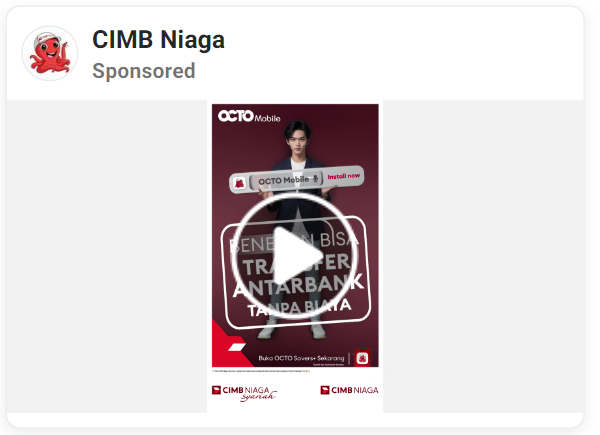 CIMB Niaga
Sponsored
OCTO Mobile
OCTO Mobile Install now
BENERAN BISA
TRANSFER
ANTARBANK
TANPA BIAYA
Buka OCTO Savers+ Sekarang
CIMB NIAGA Syariah
CIMB NIAGA